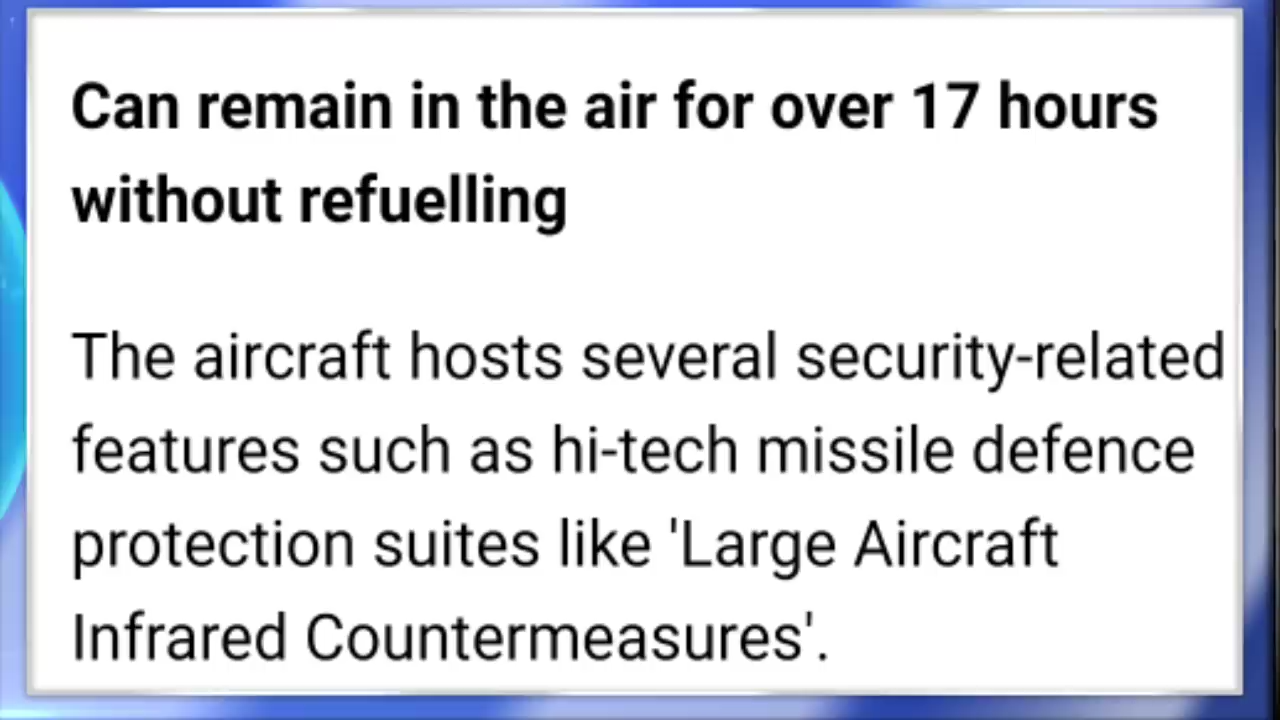 Can remain in the air for over 17 hours
without refuelling
The aircraft hosts several security-related
features such as hi-tech missile defence
protection suites like 'Large Aircraft
Infrared Countermeasures'.